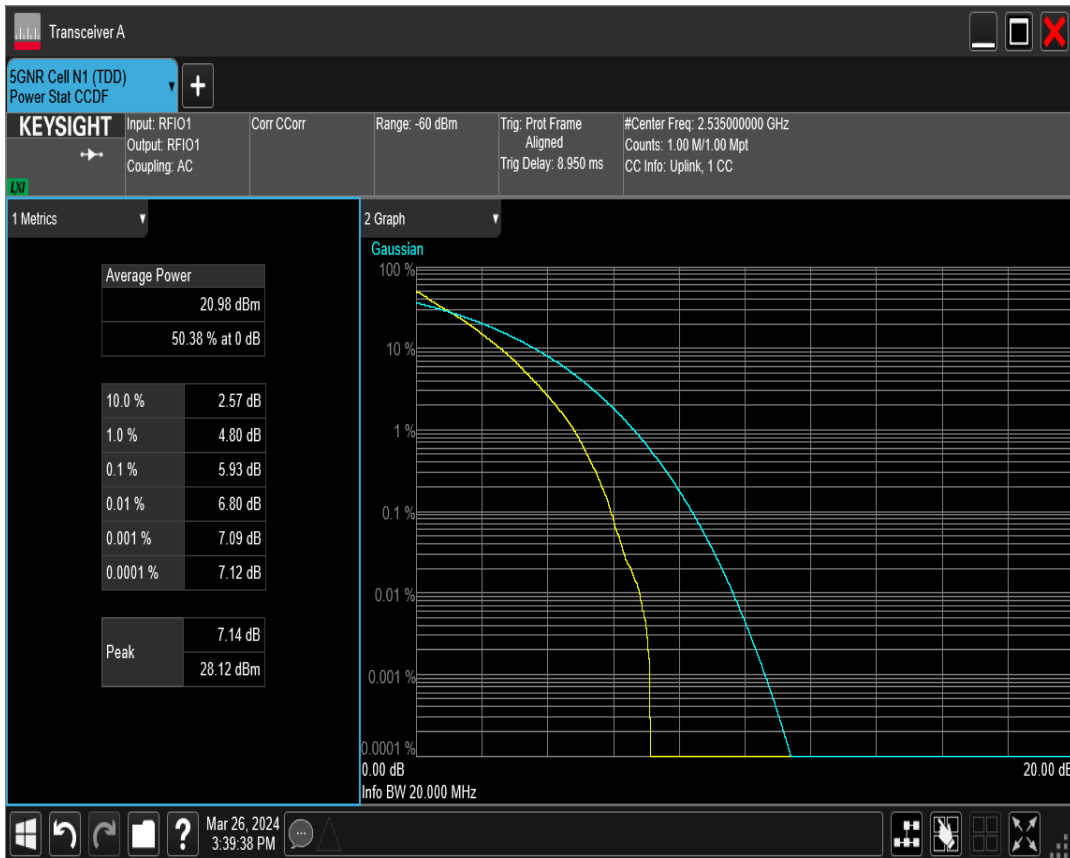 Transceiver A
5GNR Cell N1 (TDD)
Power Stat CCDF
+
KEYSIGHT
LXI
Input: RFIO1
Output: RFIO1
Coupling: AC
Corr CCorr
Range: -60 dBm
Trig: Prot Frame
Aligned
Trig Delay: 8.950 ms
#Center Freq: 2.535000000 GHz
Counts: 1.00 M/1.00 Mpt
CC Info: Uplink, 1 CC
1 Metrics
Average Power
20.98 dBm
50.38 % at 0 dB
10.0 % 2.57 dB
1.0 % 4.80 dB
0.1 % 5.93 dB
0.01 % 6.80 dB
0.001 % 7.09 dB
0.0001 % 7.12 dB
Peak
7.14 dB
28.12 dBm
2 Graph
Gaussian
100 %
10 %
1 %
0.1 %
0.01 %
0.001 %
0.0001 %
0.00 dB
20.00 dB
Info BW 20.000 MHz
?
Mar 26, 2024
3:39:38 PM